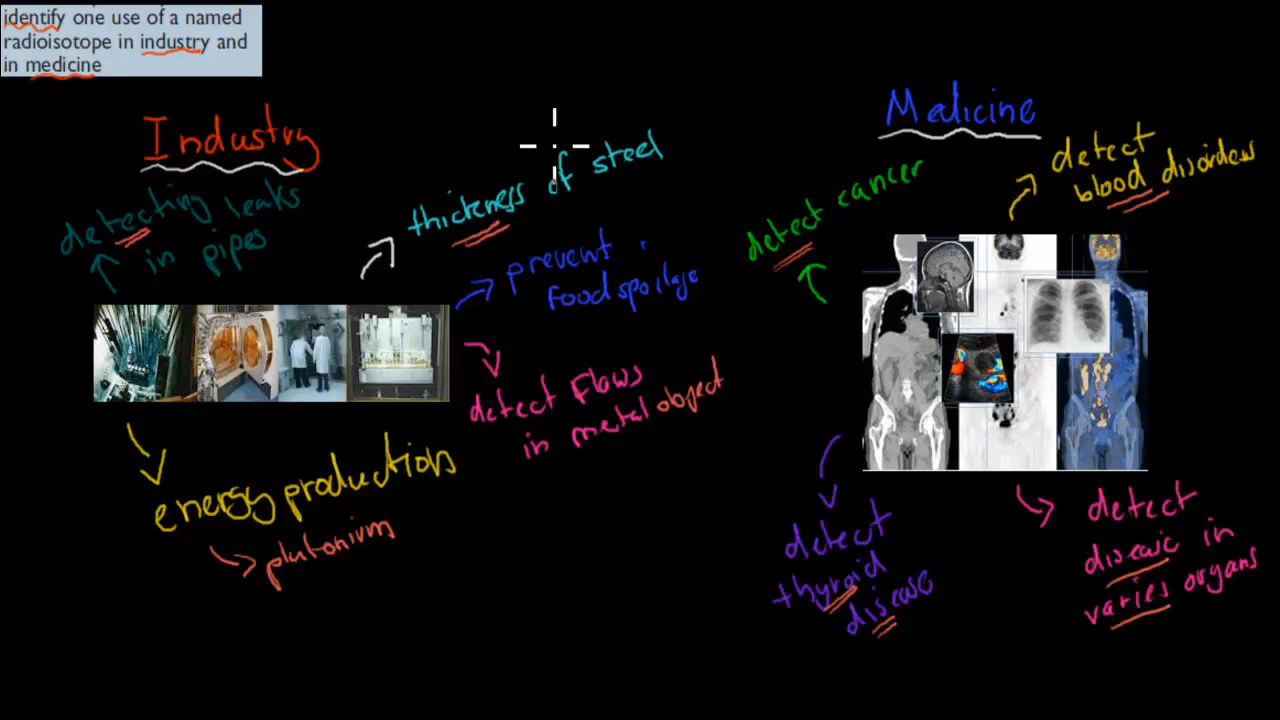 identify one use of a named
radioisotope in industry and
in medicine
Industry
detecting leaks
in pipes
thickness of steel
prevent
food spoilage
detect flaws
in metal object
energy production
plutonium
Medicine
detect cancer
detect
blood disorders
detect
thyroid
disease
detect
disease in
varies organs